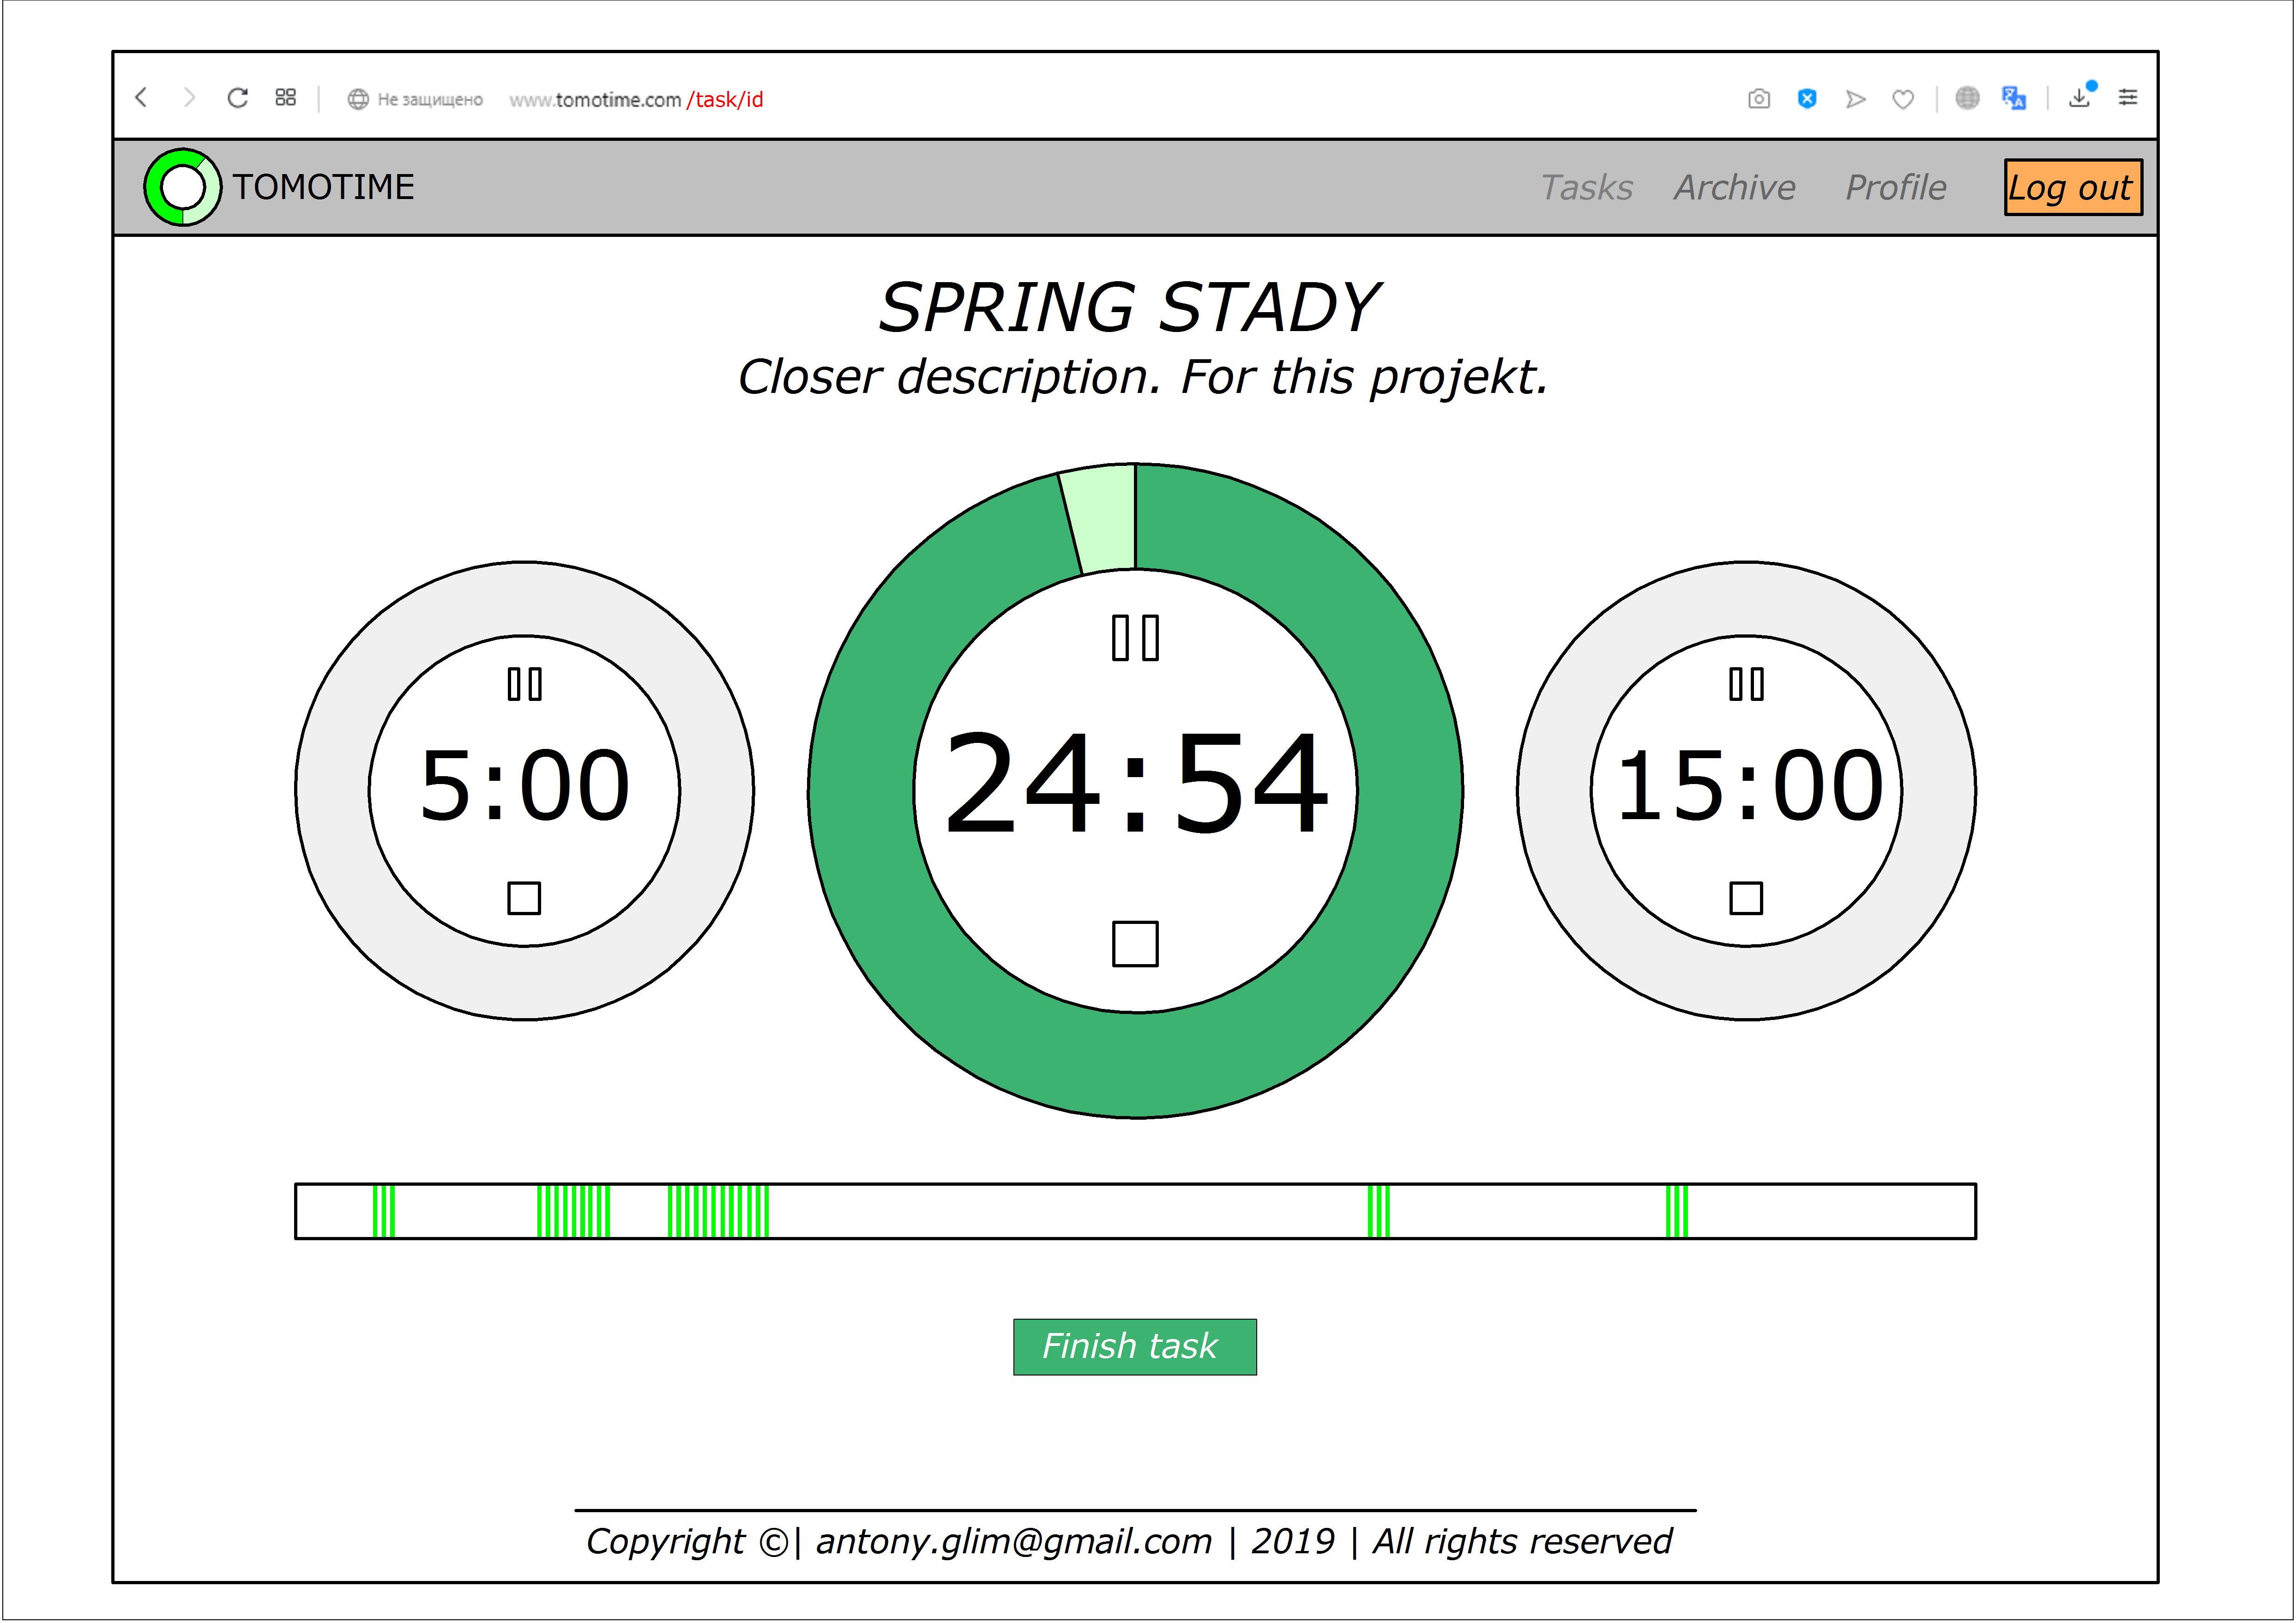 Не защищено www.tomotime.com /task/id
TOMOTIME Tasks Archive Profile Log out
SPRING STADY
Closer description. For this projekt.
5:00 24:54 15:00
Finish task
Copyright ©| antony.glim@gmail.com | 2019 | All rights reserved